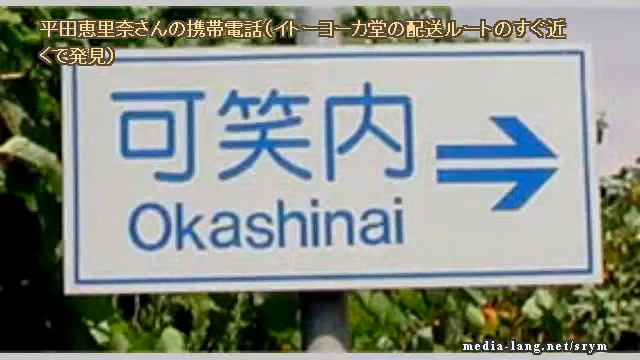 平田恵里奈さんの携帯電話（イトーヨーカ堂の配送ルートのすぐ近
くで発見）
可笑内
Okashinai
media-lang.net/srym